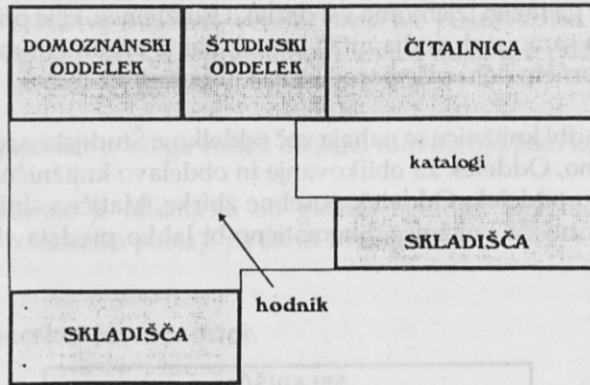 DOMOZNANSKI
ODDELEK
ŠTUDIJSKI
ODDELEK
ČITALNICA
katalogi
SKLADIŠČA
hodnik
SKLADIŠČA